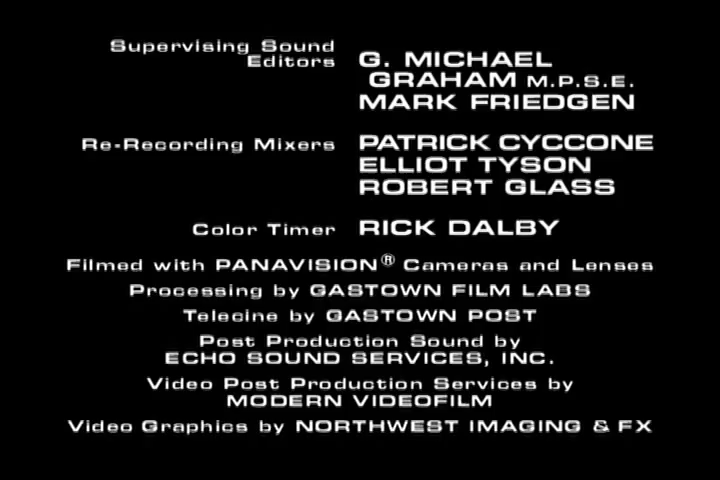 Supervising Sound
Editors G. MICHAEL
GRAHAM M.P.S.E.
MARK FRIEDGEN
Re-Recording Mixers PATRICK CYCCONE
ELLIOT TYSON
ROBERT GLASS
Color Timer RICK DALBY
Filmed with PANAVISION® Cameras and Lenses
Processing by GASTOWN FILM LABS
Telecine by GASTOWN POST
Post Production Sound by
ECHO SOUND SERVICES, INC.
Video Post Production Services by
MODERN VIDEOFILM
Video Graphics by NORTHWEST IMAGING & FX